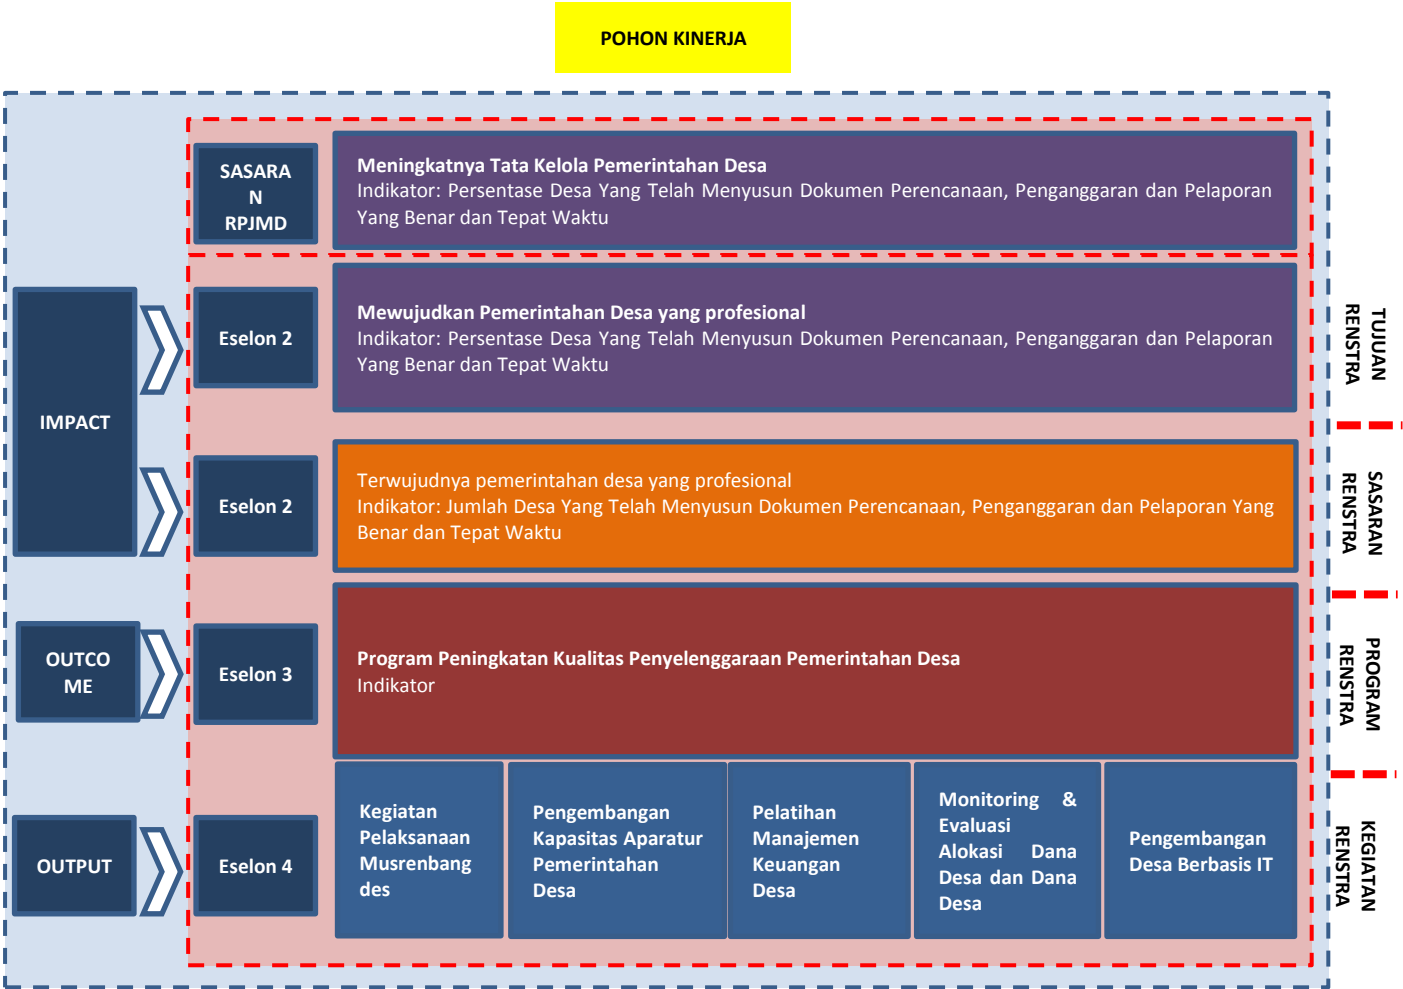 POHON KINERJA
SASARA
N
RPJMD
Meningkatnya Tata Kelola Pemerintahan Desa
Indikator: Persentase Desa Yang Telah Menyusun Dokumen Perencanaan, Penganggaran dan Pelaporan
Yang Benar dan Tepat Waktu
IMPACT
Eselon 2
Mewujudkan Pemerintahan Desa yang profesional
Indikator: Persentase Desa Yang Telah Menyusun Dokumen Perencanaan, Penganggaran dan Pelaporan
Yang Benar dan Tepat Waktu
TUJUAN
RENSTRA
Eselon 2
Terwujudnya pemerintahan desa yang profesional
Indikator: Jumlah Desa Yang Telah Menyusun Dokumen Perencanaan, Penganggaran dan Pelaporan Yang
Benar dan Tepat Waktu
SASARAN
RENSTRA
OUTCO
ME
Eselon 3
Program Peningkatan Kualitas Penyelenggaraan Pemerintahan Desa
Indikator
PROGRAM
RENSTRA
OUTPUT
Eselon 4
Kegiatan
Pelaksanaan
Musrenbang
des
Pengembangan
Kapasitas Aparatur
Pemerintahan
Desa
Pelatihan
Manajemen
Keuangan
Desa
Monitoring &
Evaluasi
Alokasi Dana
Desa dan Dana
Desa
Pengembangan
Desa Berbasis IT
KEGIATAN
RENSTRA